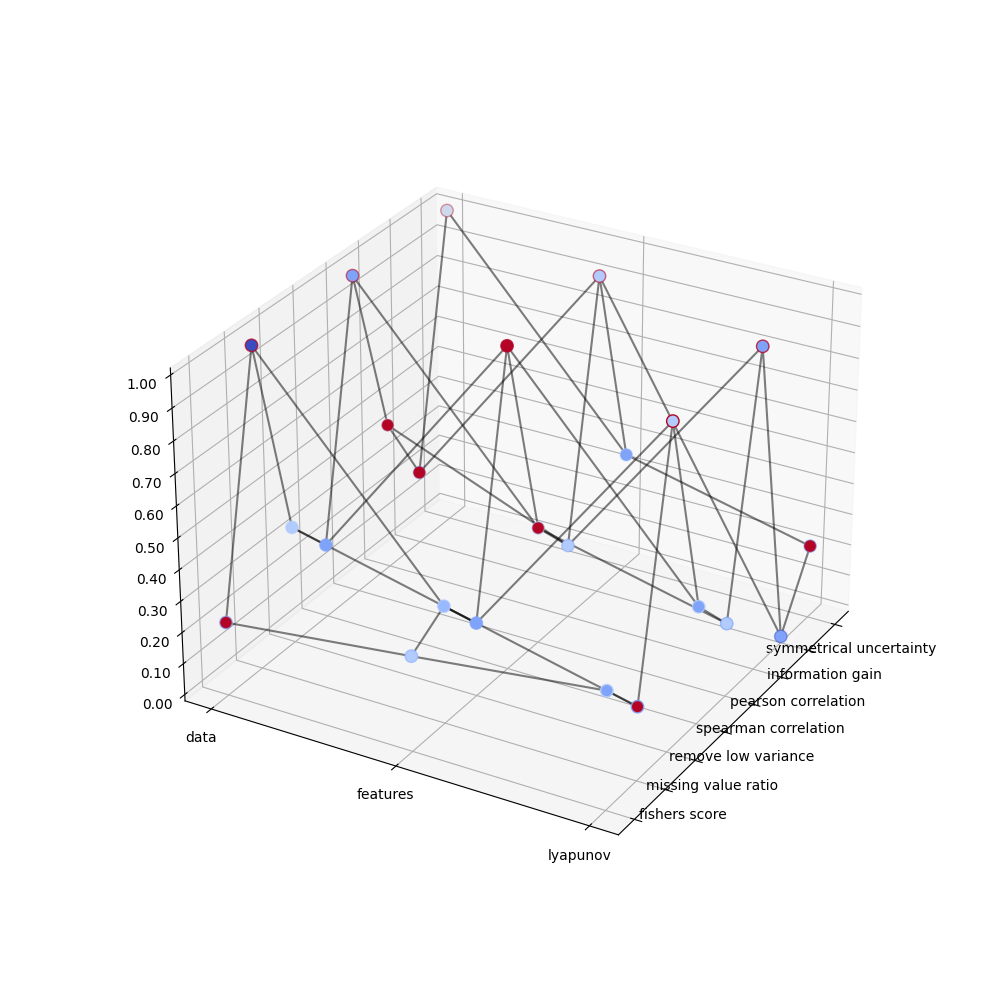 1.00
0.90
0.80
0.70
0.60
0.50
0.40
0.30
0.20
0.10
0.00
data
features
lyapunov
symmetrical uncertainty
information gain
pearson correlation
spearman correlation
remove low variance
missing value ratio
fishers score